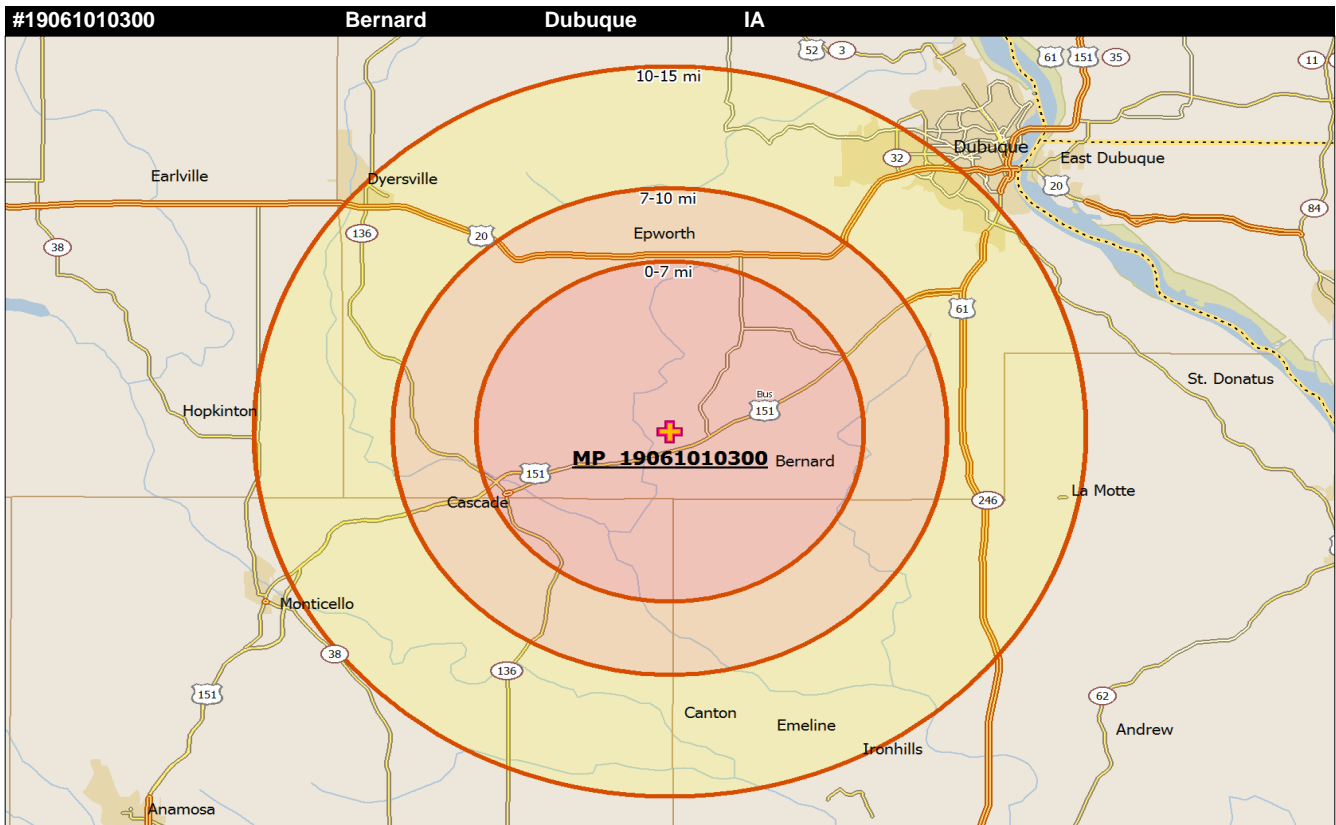 #19061010300 Bernard Dubuque IA
52 3
61 151 35
11
10-15 mi
Dubuque
32
East Dubuque
Earlville
Dyersville
20
7-10 mi
84
136
20
Epworth
38
0-7 mi
61
St. Donatus
Bus
151
Hopkinton
MP 19061010300 Bernard
151
La Motte
Cascade
246
Monticello
38
136
151
62
Canton
Emeline
Andrew
Ironhills
Anamosa